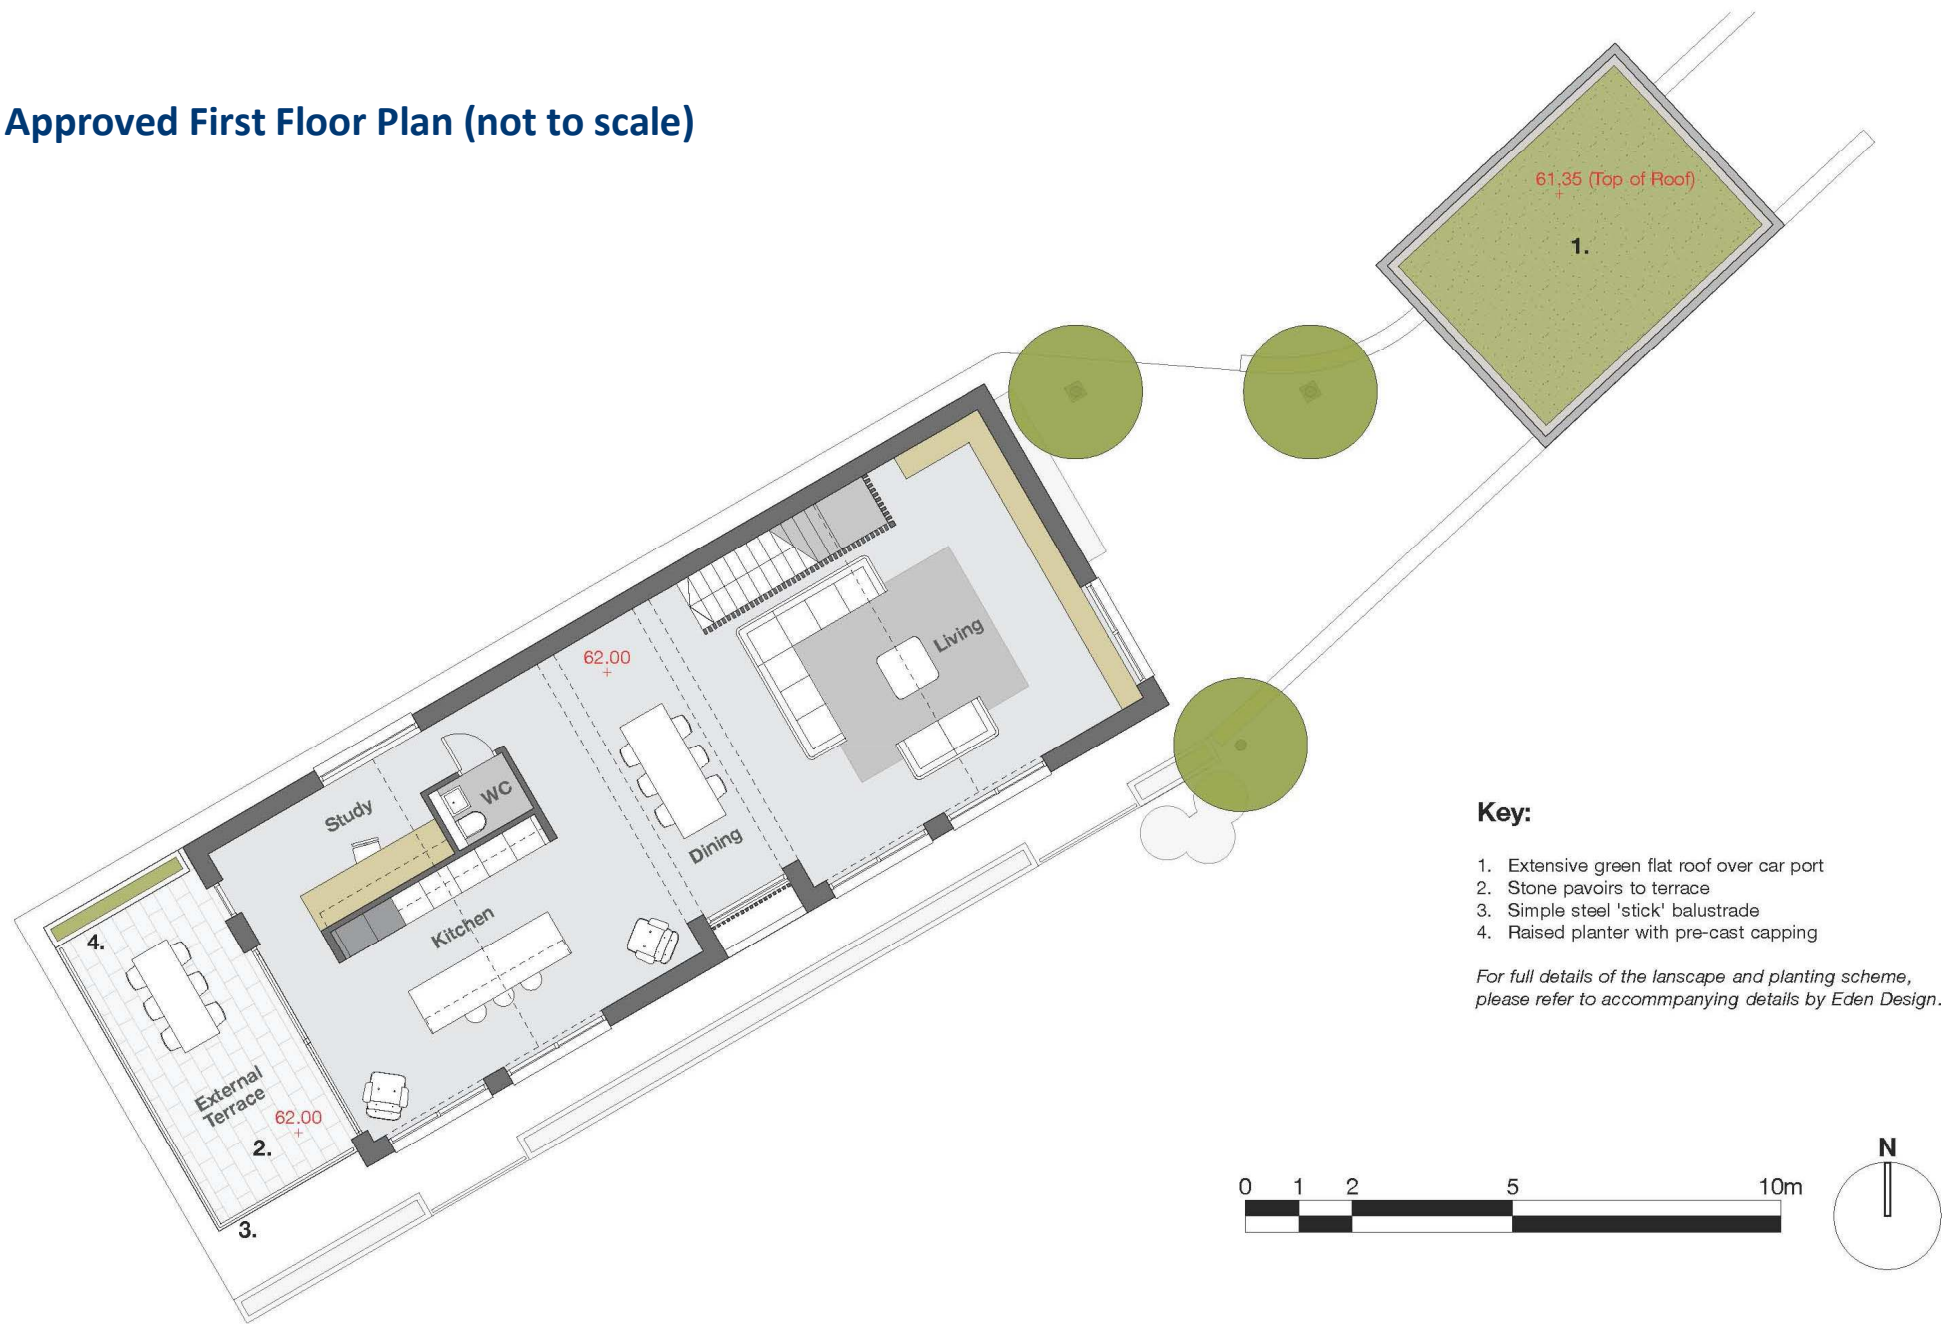 Approved First Floor Plan (not to scale)
61.35 (Top of Roof)
1.
62.00
Living
WC
Study
Dining
Kitchen
4.
External
Terrace
62.00
2.
3.
Key:
1. Extensive green flat roof over car port
2. Stone pavoirs to terrace
3. Simple steel 'stick' balustrade
4. Raised planter with pre-cast capping
For full details of the lanscape and planting scheme,
please refer to accommpanying details by Eden Design.
0 1 2 5 10m
N